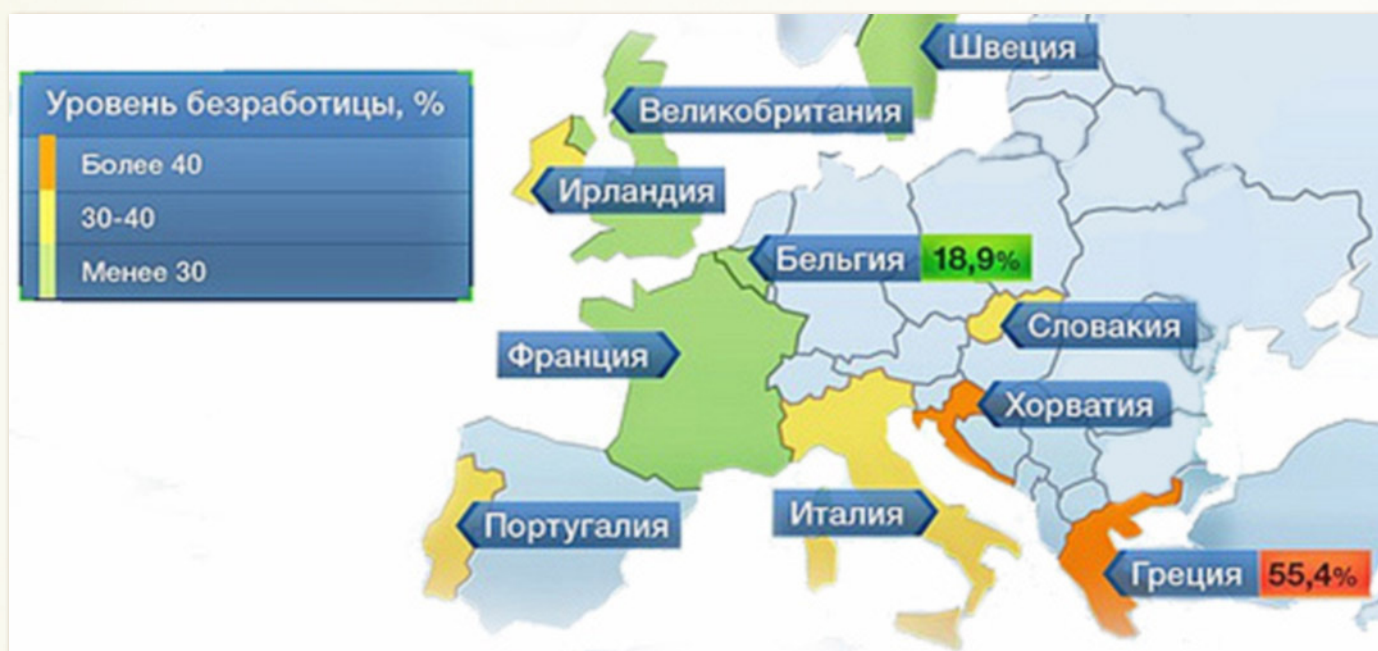 Швеция
Уровень безработицы, %
Великобритания
Более 40
Ирландия
30-40
Бельгия 18,9%
Менее 30
Словакия
Франция
Хорватия
Италия
Португалия
Греция 55,4%